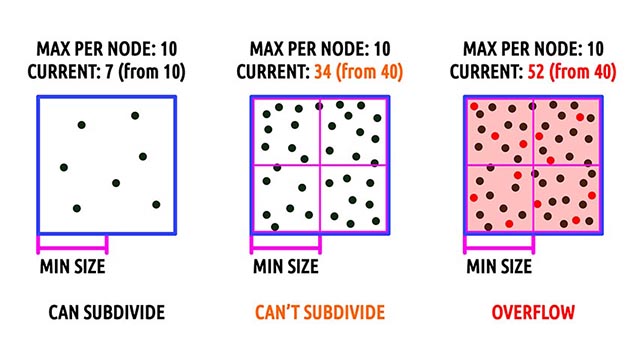 MAX PER NODE: 10
CURRENT: 7 (from 10)
MIN SIZE
CAN SUBDIVIDE
MAX PER NODE: 10
CURRENT: 34 (from 40)
MIN SIZE
CAN'T SUBDIVIDE
MAX PER NODE: 10
CURRENT: 52 (from 40)
MIN SIZE
OVERFLOW